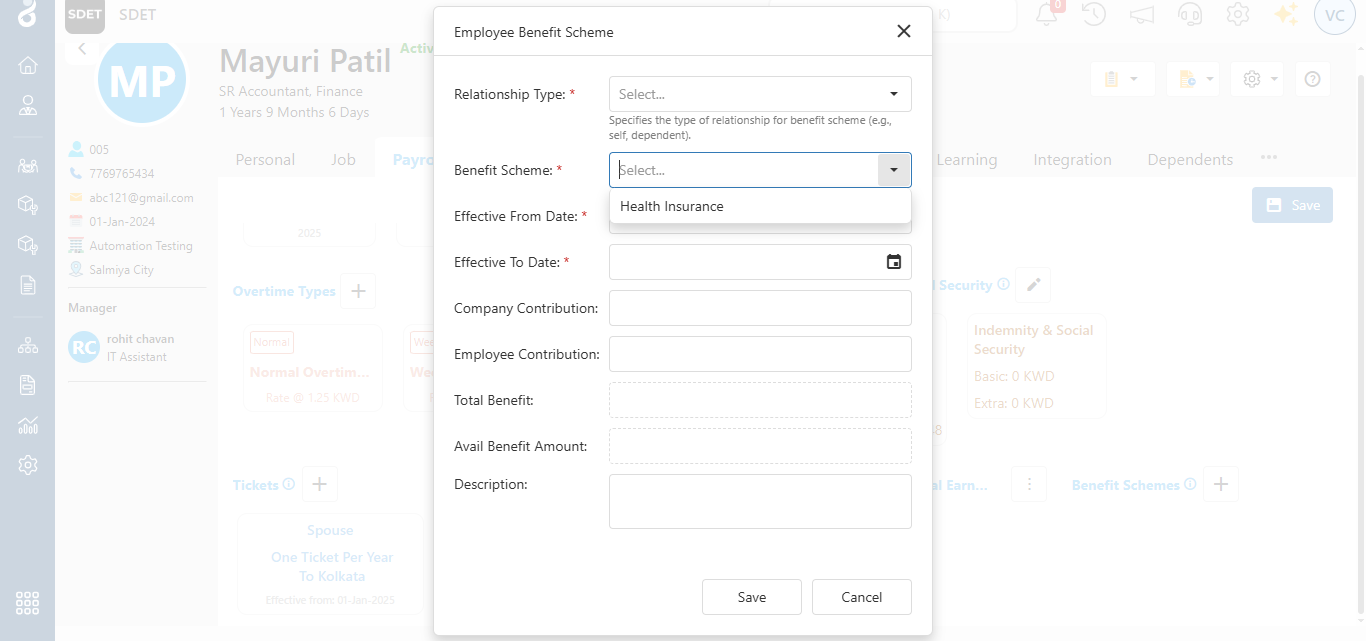 SDET
SDET
K)
0
VC
Employee Benefit Scheme
MP
Mayuri Patil
SR Accountant, Finance
1 Years 9 Months 6 Days
005
7769765434
abc121@gmail.com
01-Jan-2024
Automation Testing
Salmiya City
Manager
RC
rohit chavan
IT Assistant
Personal
Job
Learning
Integration
Dependents
Save
2025
Overtime Types
Normal
Normal Overtim...
Rate @ 1.25 KWD
Security
Indemnity & Social
Security
Basic: 0 KWD
Extra: 0 KWD
Tickets
Spouse
One Ticket Per Year
To Kolkata
Effective from: 01-Jan-2025
Earn...
Benefit Schemes
Relationship Type: *
Select...
Specifies the type of relationship for benefit scheme (e.g.,
self, dependent).
Benefit Scheme: *
Select...
Health Insurance
Effective From Date: *
Effective To Date: *
Company Contribution:
Employee Contribution:
Total Benefit:
Avail Benefit Amount:
Description:
Save
Cancel